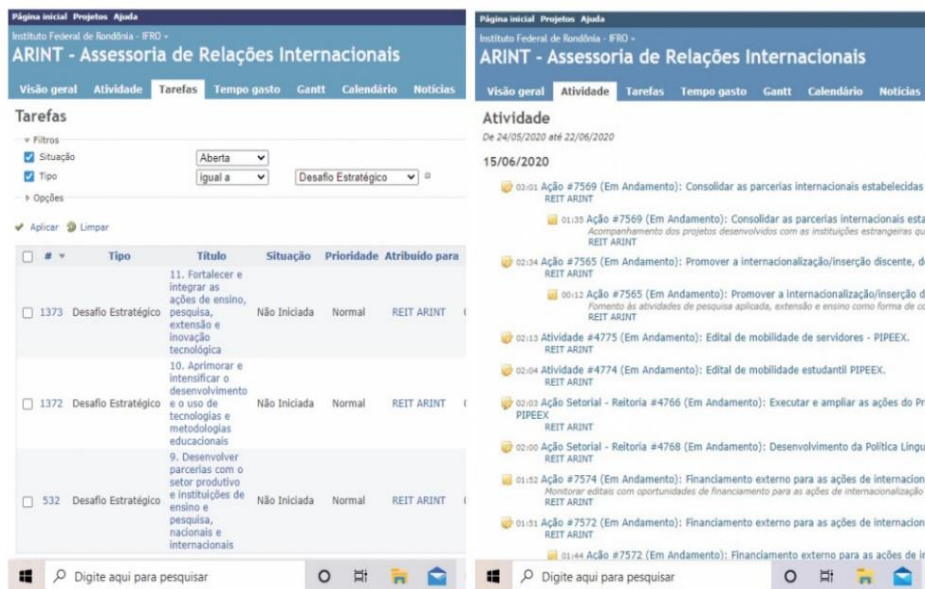 Página inicial Projetos Ajuda
Instituto Federal de Rondônia - IFRO
ARINT - Assessoria de Relações Internacionais
Visão geral Atividade Tarefas Tempo gasto Gantt Calendário Notícias
Tarefas
Filtros
Situação Aberta
Tipo igual a Desafio Estratégico
Opções
Aplicar Limpar
# Tipo Título Situação Prioridade Atribuído para
11. Fortalecer e
integrar as
ações de ensino,
1373 Desafio Estratégico pesquisa, Não Iniciada Normal REIT ARINT
extensão e
inovação
tecnológica
10. Aprimorar e
intensificar o
desenvolvimento
1372 Desafio Estratégico e o uso de Não Iniciada Normal REIT ARINT
tecnologias e
metodologias
educacionais
9. Desenvolver
parcerias com o
setor produtivo
532 Desafio Estratégico e instituições de Não Iniciada Normal REIT ARINT
ensino e
pesquisa,
nacionais e
internacionais
Digite aqui para pesquisar
Página inicial Projetos Ajuda
Instituto Federal de Rondônia - IFRO
ARINT - Assessoria de Relações Internacionais
Visão geral Atividade Tarefas Tempo gasto Gantt Calendário Notícias
Atividade
De 24/05/2020 até 22/06/2020
15/06/2020
03:01 Ação #7569 (Em Andamento): Consolidar as parcerias internacionais estabelecidas
REIT ARINT
01:35 Ação #7569 (Em Andamento): Consolidar as parcerias internacionais esta
Acompanhamento dos projetos desenvolvidos com as instituições estrangeiras qu
REIT ARINT
02:34 Ação #7565 (Em Andamento): Promover a internacionalização/inserção discente, d
REIT ARINT
00:12 Ação #7565 (Em Andamento): Promover a internacionalização/inserção d
Fomento às atividades de pesquisa aplicada, extensão e ensino como forma de co
REIT ARINT
02:13 Atividade #4775 (Em Andamento): Edital de mobilidade de servidores - PIPEEX.
REIT ARINT
02:04 Atividade #4774 (Em Andamento): Edital de mobilidade estudantil PIPEEX.
REIT ARINT
02:03 Ação Setorial - Reitoria #4766 (Em Andamento): Executar e ampliar as ações do Pr
PIPEEX
REIT ARINT
02:00 Ação Setorial - Reitoria #4768 (Em Andamento): Desenvolvimento da Política Lingu
REIT ARINT
01:52 Ação #7574 (Em Andamento): Financiamento externo para as ações de internacion
Monitorar editais com oportunidades de financiamento para as ações de internacionalização
REIT ARINT
01:51 Ação #7572 (Em Andamento): Financiamento externo para as ações de internacion
REIT ARINT
01:44 Ação #7572 (Em Andamento): Financiamento externo para as ações de in
Digite aqui para pesquisar